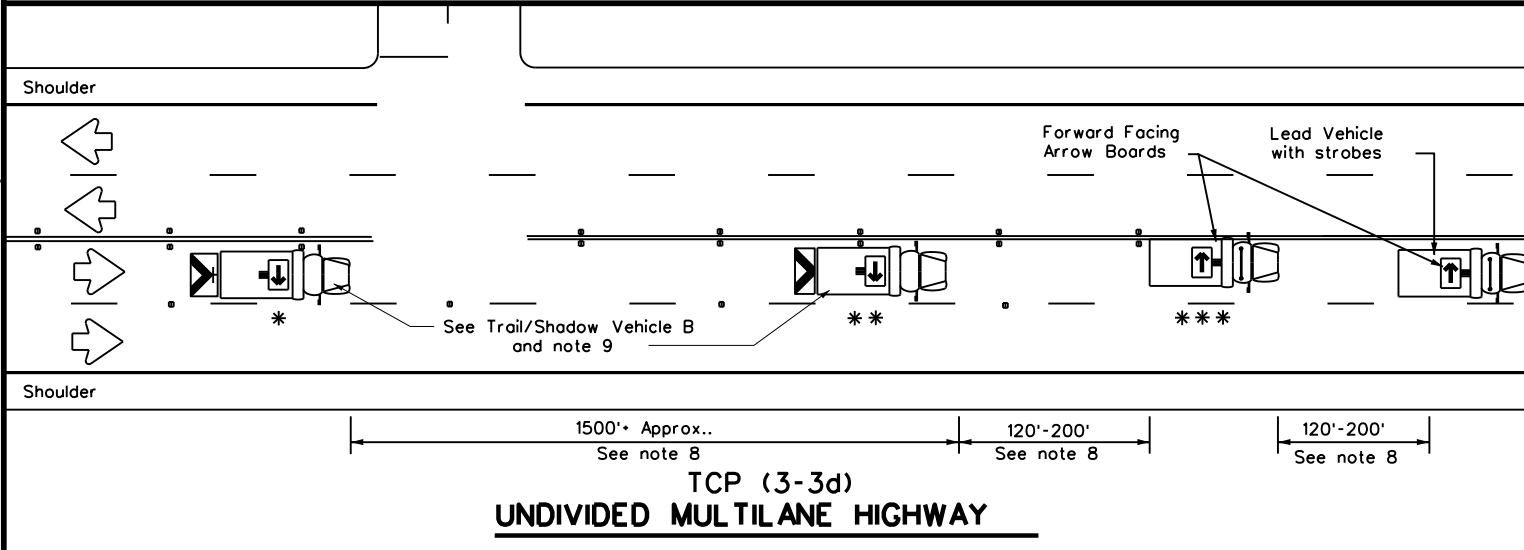 Shoulder
Forward Facing
Arrow Boards
Lead Vehicle
with strobes
*
**
***
See Trail/Shadow Vehicle B
and note 9
Shoulder
1500'+ Approx..
See note 8
120'-200'
See note 8
120'-200'
See note 8
TCP (3-3d)
UNDIVIDED MULTILANE HIGHWAY